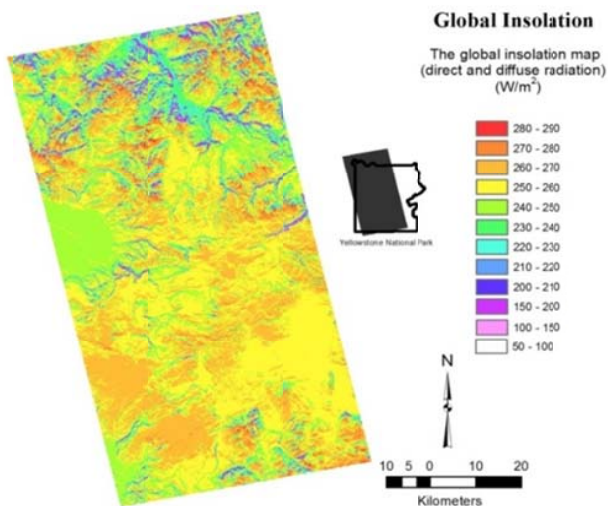 Global Insolation
The global insolation map
(direct and diffuse radiation)
(W/m²)
280 - 290
270 - 280
260 - 270
250 - 260
240 - 250
230 - 240
220 - 230
210 - 220
200 - 210
150 - 200
100 - 150
50 - 100
Yellowstone National Park
N
10 5 0 10 20
Kilometers